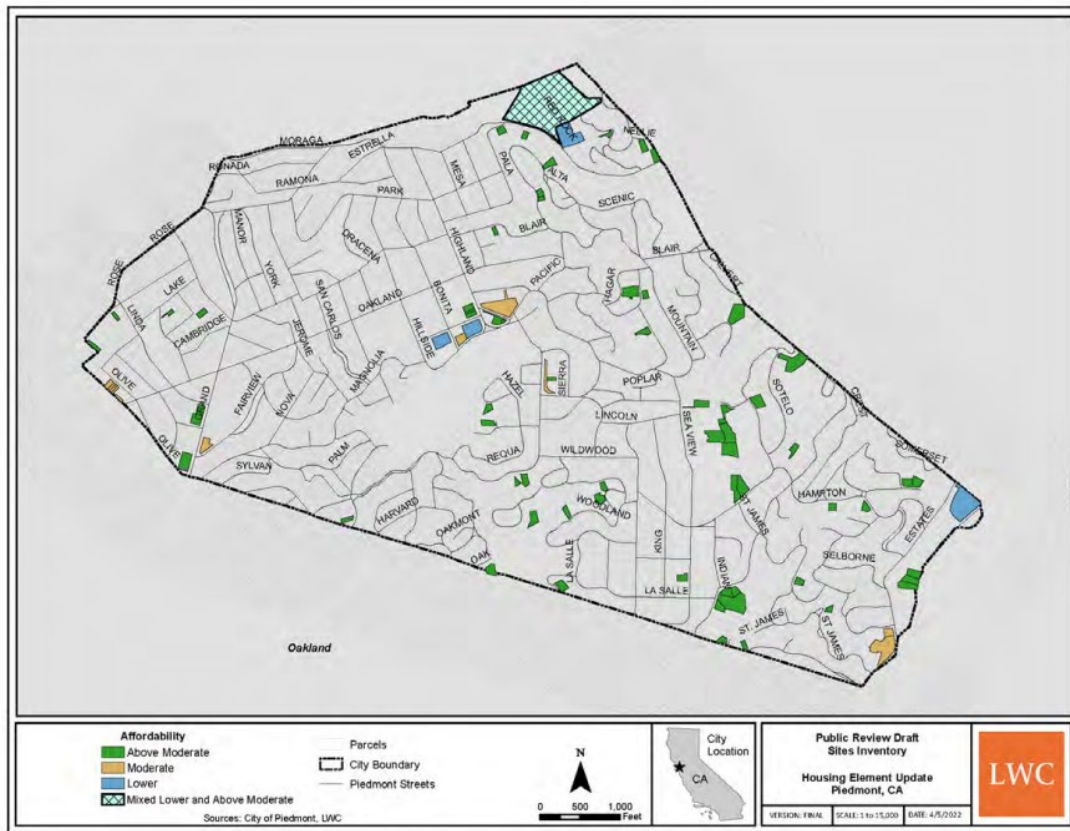 MORAGA
RONADA
ESTRELLA
RAMONA
PARK
MESA
PALA
ALTA
NELLIE
SCENIC
ROSE
ROSE
MANOR
YORK
DRACENA
HIGHLAND
BLAIR
BLAIR
CALVERT
LAKE
LINDA
CAMBRIDGE
SAN CARLOS
OAKLAND
BONITA
PACIFIC
HAGAR
MOUNTAIN
JEROME
MAGNOLIA
HILLSIDE
OLIVE
GRAND
FAIRVIEW
NOVA
HAZEL
SIERRA
POPLAR
LINCOLN
SEA VIEW
SOTELO
CREST
OLIVE
SYLVAN
PALM
REQUA
WILDWOOD
SOMERSET
HARVARD
OAKMONT
WOODLAND
ST JAMES
HAMPTON
ESTATES
OAK
LA SALLE
KING
INDIAN
SELBORNE
LA SALLE
ST. JAMES
ST JAMES
Oakland
Affordability
Above Moderate
Moderate
Lower
Mixed Lower and Above Moderate
Parcels
City Boundary
Piedmont Streets
Sources: City of Piedmont, LWC
N
0 500 1,000
Feet
City
Location
CA
Public Review Draft
Sites Inventory
Housing Element Update
Piedmont, CA
VERSION: FINAL
SCALE: 1 to 15,000
DATE: 4/5/2022
LWC